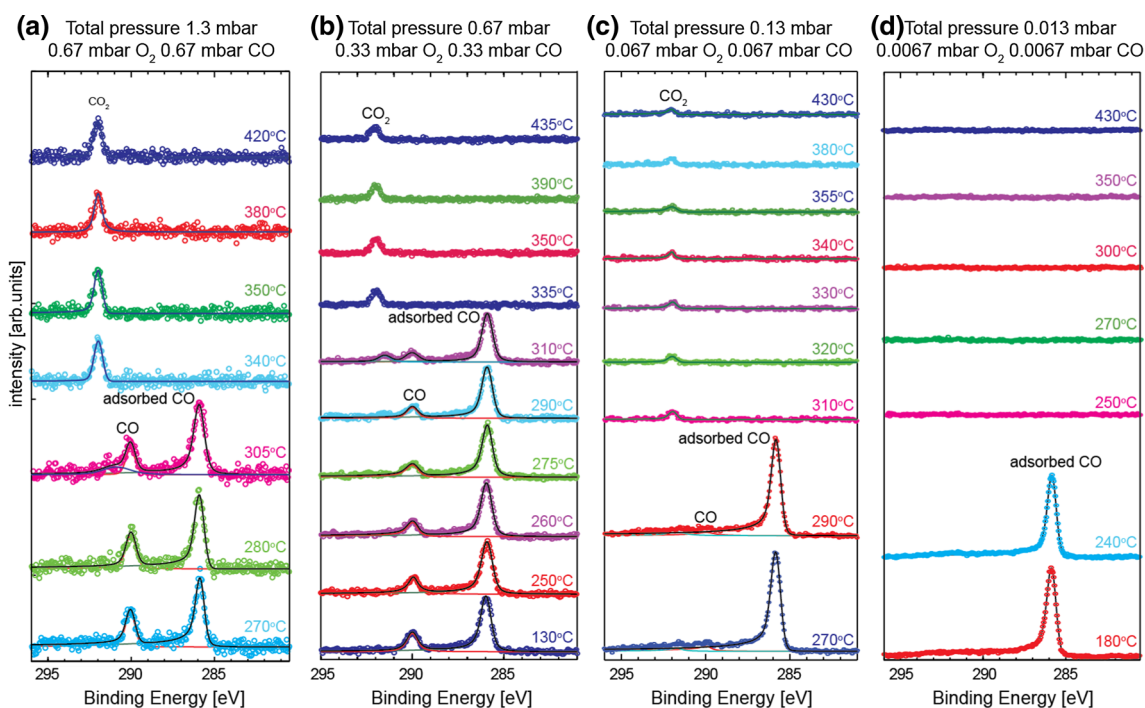 (a) Total pressure 1.3 mbar
0.67 mbar O₂ 0.67 mbar CO
intensity [arb.units]
CO₂
420°C
380°C
350°C
340°C
adsorbed CO
CO
305°C
280°C
270°C
295 290 285
Binding Energy [eV]
(b) Total pressure 0.67 mbar
0.33 mbar O₂ 0.33 mbar CO
CO₂
435°C
390°C
350°C
335°C
adsorbed CO
310°C
CO
290°C
275°C
260°C
250°C
130°C
295 290 285
Binding Energy [eV]
(c) Total pressure 0.13 mbar
0.067 mbar O₂ 0.067 mbar CO
CO₂
430°C
380°C
355°C
340°C
330°C
320°C
310°C
adsorbed CO
CO
290°C
270°C
295 290 285
Binding Energy [eV]
(d) Total pressure 0.013 mbar
0.0067 mbar O₂ 0.0067 mbar CO
430°C
350°C
300°C
270°C
250°C
adsorbed CO
240°C
180°C
295 290 285
Binding Energy [eV]